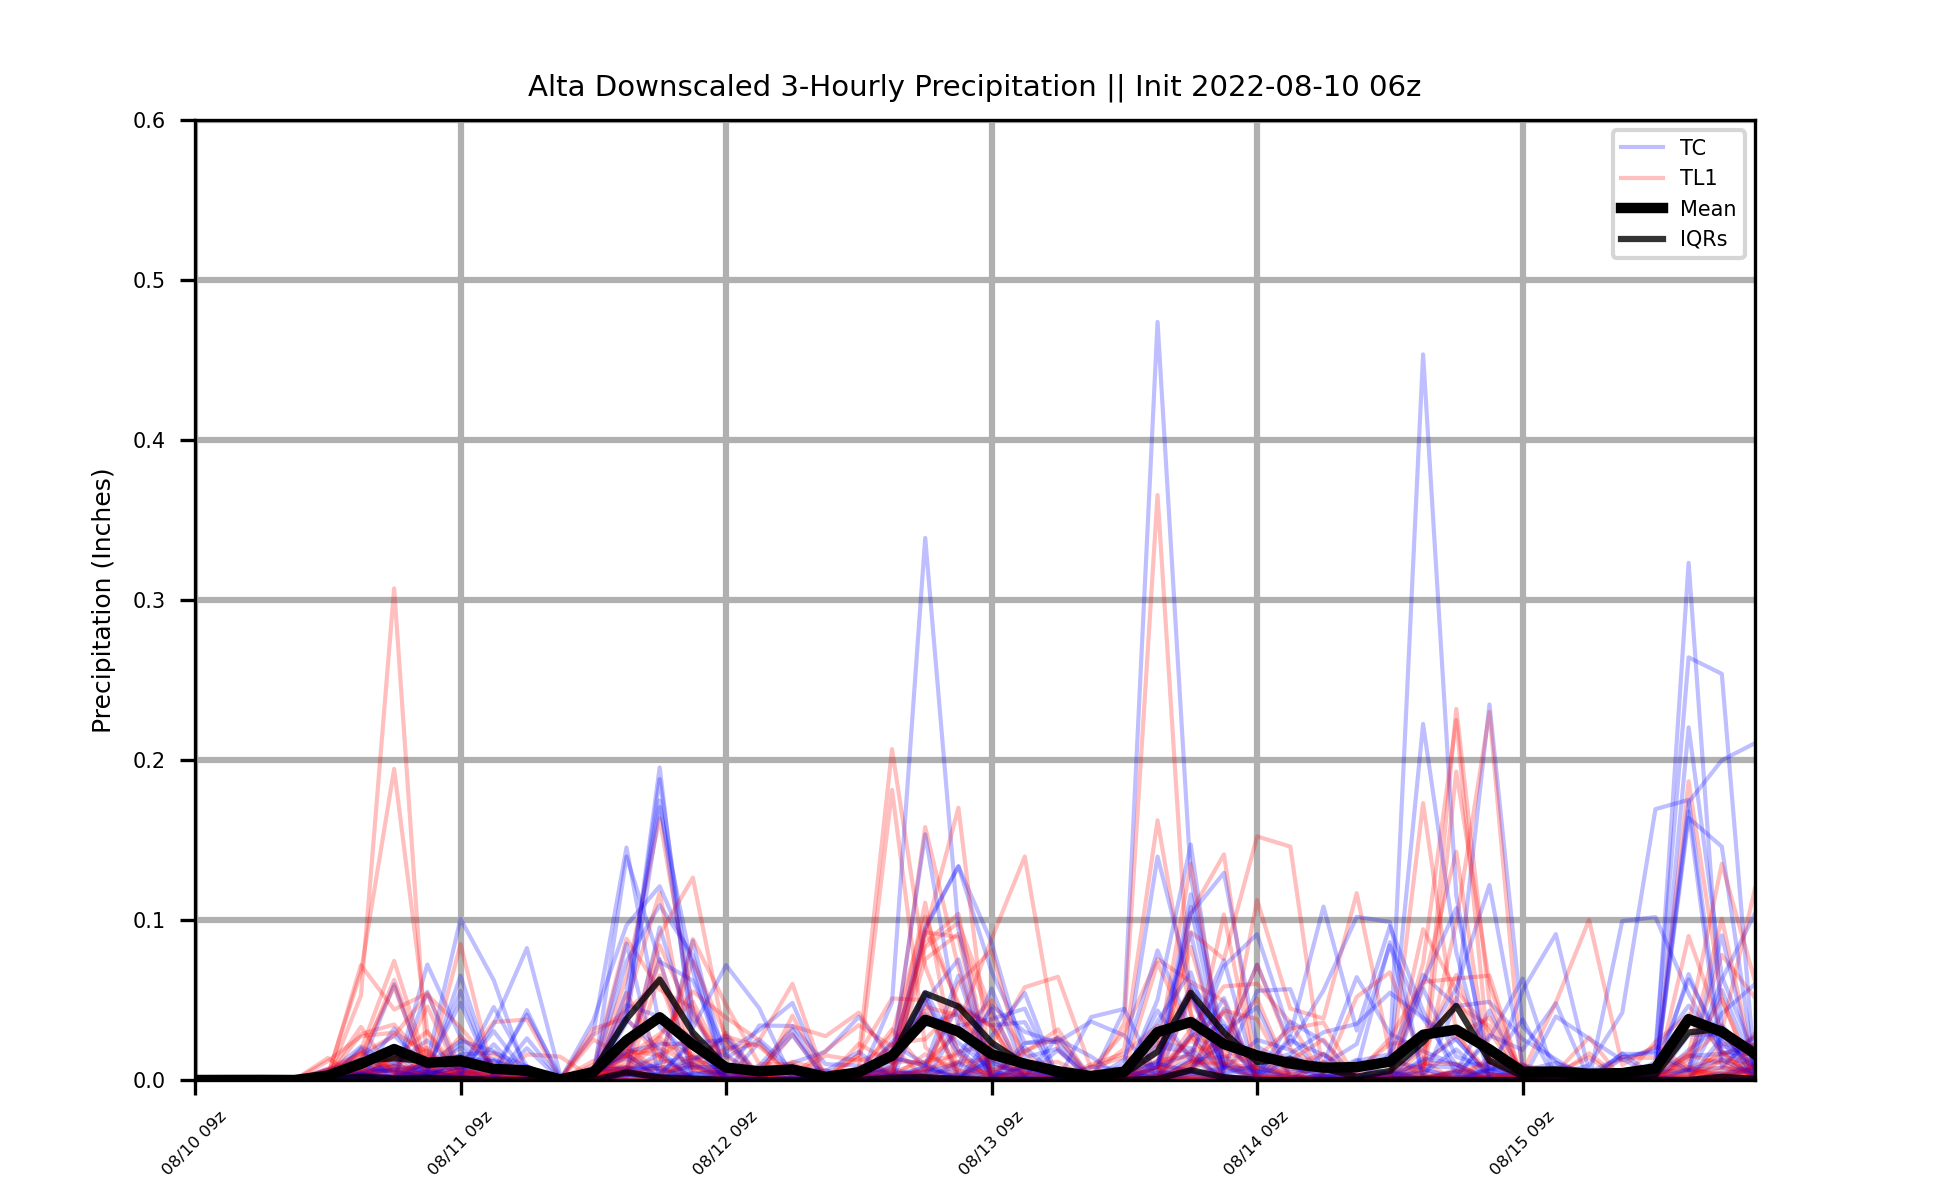 Alta Downscaled 3-Hourly Precipitation || Init 2022-08-10 06z
0.6
0.5
0.4
0.3
0.2
0.1
0.0
Precipitation (Inches)
TC
TL1
Mean
IQRs
08/10 09z
08/11 09z
08/12 09z
08/13 09z
08/14 09z
08/15 09z